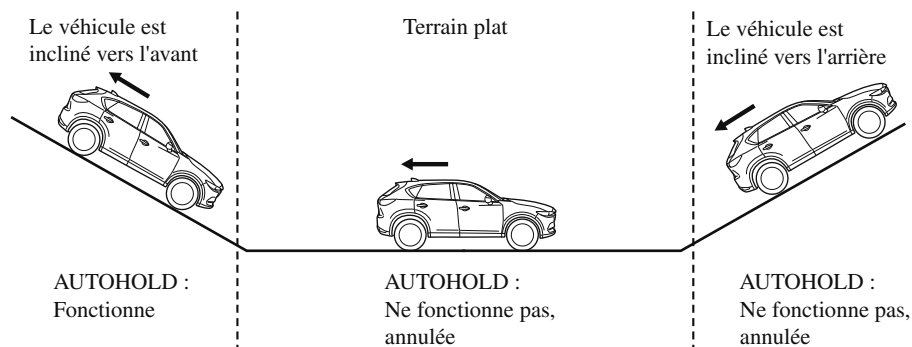 Le véhicule est
incliné vers l'avant
Terrain plat
Le véhicule est
incliné vers l'arrière
AUTOHOLD :
Fonctionne
AUTOHOLD :
Ne fonctionne pas,
annulée
AUTOHOLD :
Ne fonctionne pas,
annulée